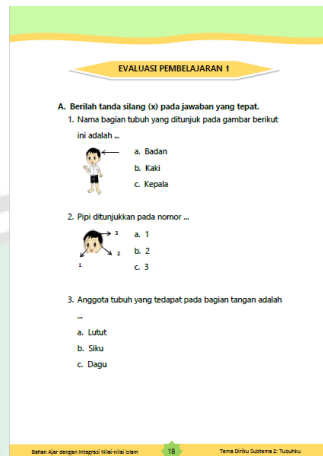 EVALUASI PEMBELAJARAN 1
A. Berilah tanda silang (x) pada jawaban yang tepat.
1. Nama bagian tubuh yang ditunjuk pada gambar berikut
ini adalah ...
a. Badan
b. Kaki
c. Kepala
2. Pipi ditunjukkan pada nomor ...
3
a. 1
2
b. 2
1
c. 3
3. Anggota tubuh yang tedapat pada bagian tangan adalah
...
a. Lutut
b. Siku
c. Dagu
Bahan Ajar dengan Integrasi Nilai-nilai Islam
18
Tema Diriku Subtema 2: Tubuhku